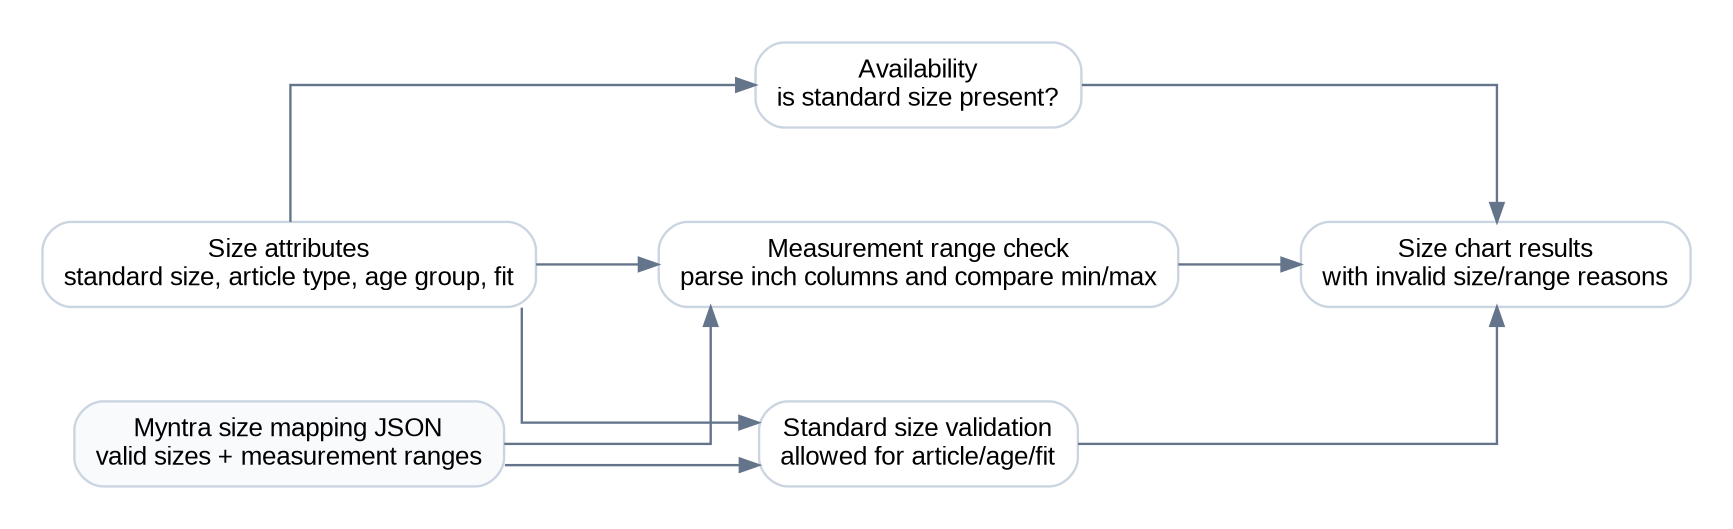 Availability
is standard size present?
Size attributes
standard size, article type, age group, fit
Measurement range check
parse inch columns and compare min/max
Size chart results
with invalid size/range reasons
Myntra size mapping JSON
valid sizes + measurement ranges
Standard size validation
allowed for article/age/fit